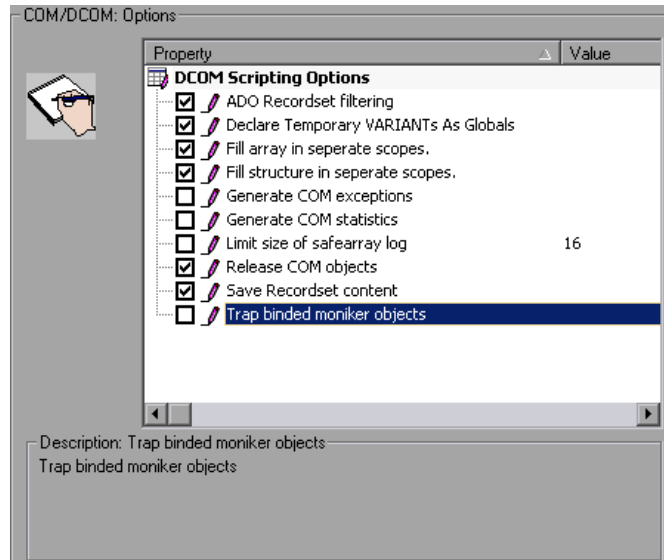 COM/DCOM: Options
Property Value
DCOM Scripting Options
ADO Recordset filtering
Declare Temporary VARIANTs As Globals
Fill array in seperate scopes.
Fill structure in seperate scopes.
Generate COM exceptions
Generate COM statistics
Limit size of safearray log 16
Release COM objects
Save Recordset content
Trap binded moniker objects
Description: Trap binded moniker objects
Trap binded moniker objects